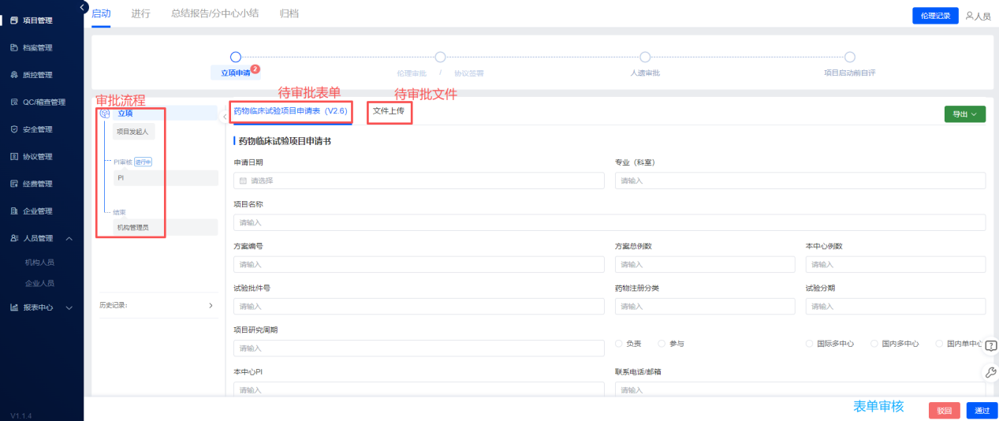 项目管理
档案管理
质控管理
QC/稽查管理
安全管理
协议管理
经费管理
企业管理
人员管理
机构人员
企业人员
报表中心
V1.1.4
启动 进行 总结报告/分中心小结 归档
伦理记录 人员
立项申请 2 伦理审批 / 协议签署 人遗审批 项目启动前自评
审批流程
立项
项目发起人
PI审核 进行中
PI
结束
机构管理员
历史记录:
待审批表单 待审批文件
药物临床试验项目申请表（V2.6） 文件上传 导出
药物临床试验项目申请书
申请日期 专业（科室）
请选择 请输入
项目名称
请输入
方案编号 方案总例数 本中心例数
请输入 请输入 请输入
试验批件号 药物注册分类 试验分期
请输入 请输入 请输入
项目研究周期
请输入 负责 参与 国际多中心 国内多中心 国内单中心
本中心PI 联系电话/邮箱
请输入 请输入
表单审核 驳回 通过